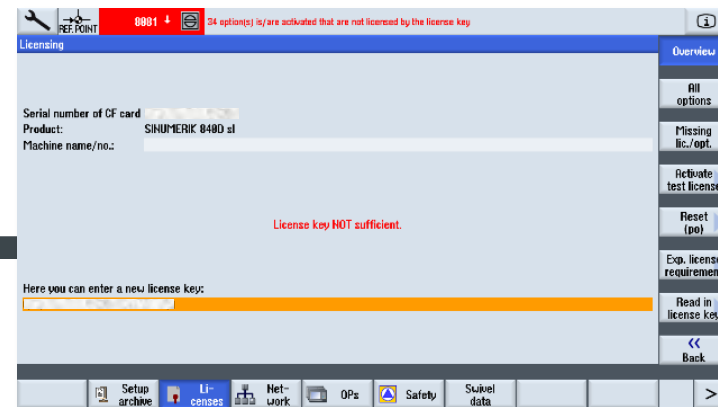 REF. POINT
8081 34 option(s) is/are activated that are not licensed by the license key
Licensing
Overview
All
options
Missing
lic./opt.
Activate
test license
Reset
(po)
Exp. license
requiremen
Read in
license key
<<
Back
Serial number of CF card
Product: SINUMERIK 840D sl
Machine name/no.:
License key NOT sufficient.
Here you can enter a new license key:
Setup
archive
Li-
censes
Net-
work
OPs
Safety
Swivel
data
>